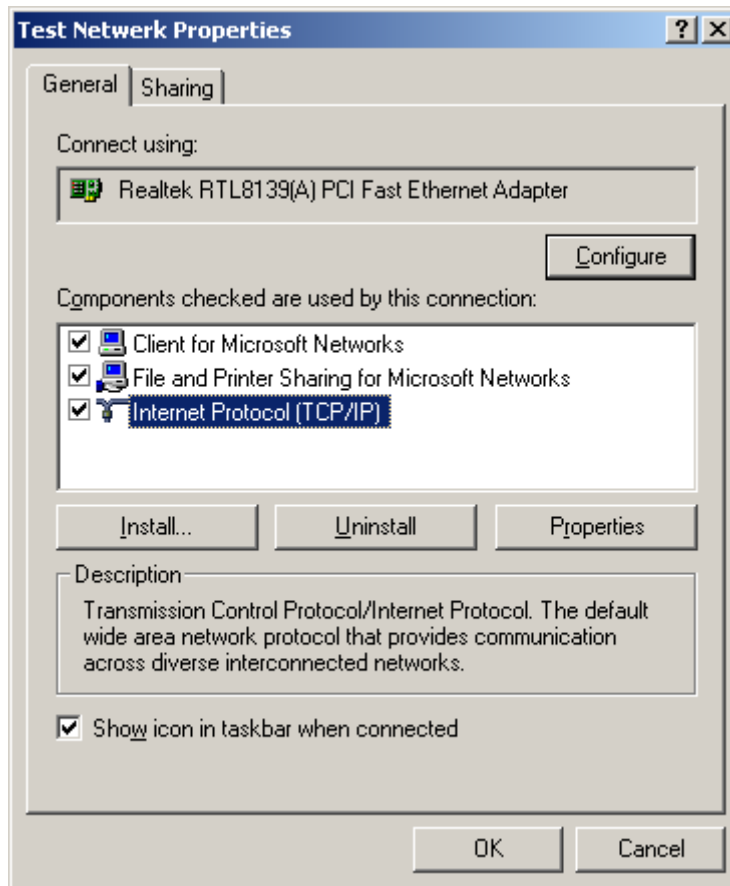 Test Netwerk Properties
General
Sharing
Connect using:
Realtek RTL8139(A) PCI Fast Ethernet Adapter
Configure
Components checked are used by this connection:
Client for Microsoft Networks
File and Printer Sharing for Microsoft Networks
Internet Protocol (TCP/IP)
Install...
Uninstall
Properties
Description
Transmission Control Protocol/Internet Protocol. The default
wide area network protocol that provides communication
across diverse interconnected networks.
Show icon in taskbar when connected
OK
Cancel